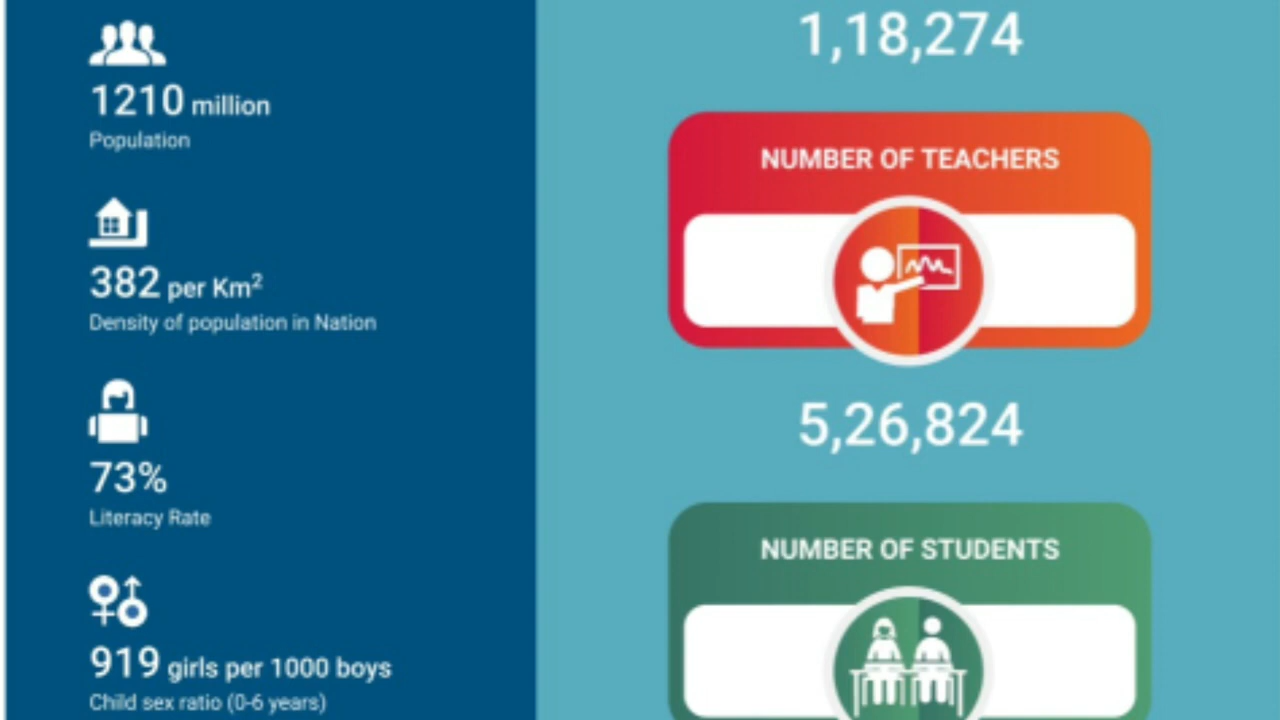 1210 million
Population
382 per Km²
Density of population in Nation
73%
Literacy Rate
919 girls per 1000 boys
Child sex ratio (0-6 years)
1,18,274
NUMBER OF TEACHERS
5,26,824
NUMBER OF STUDENTS